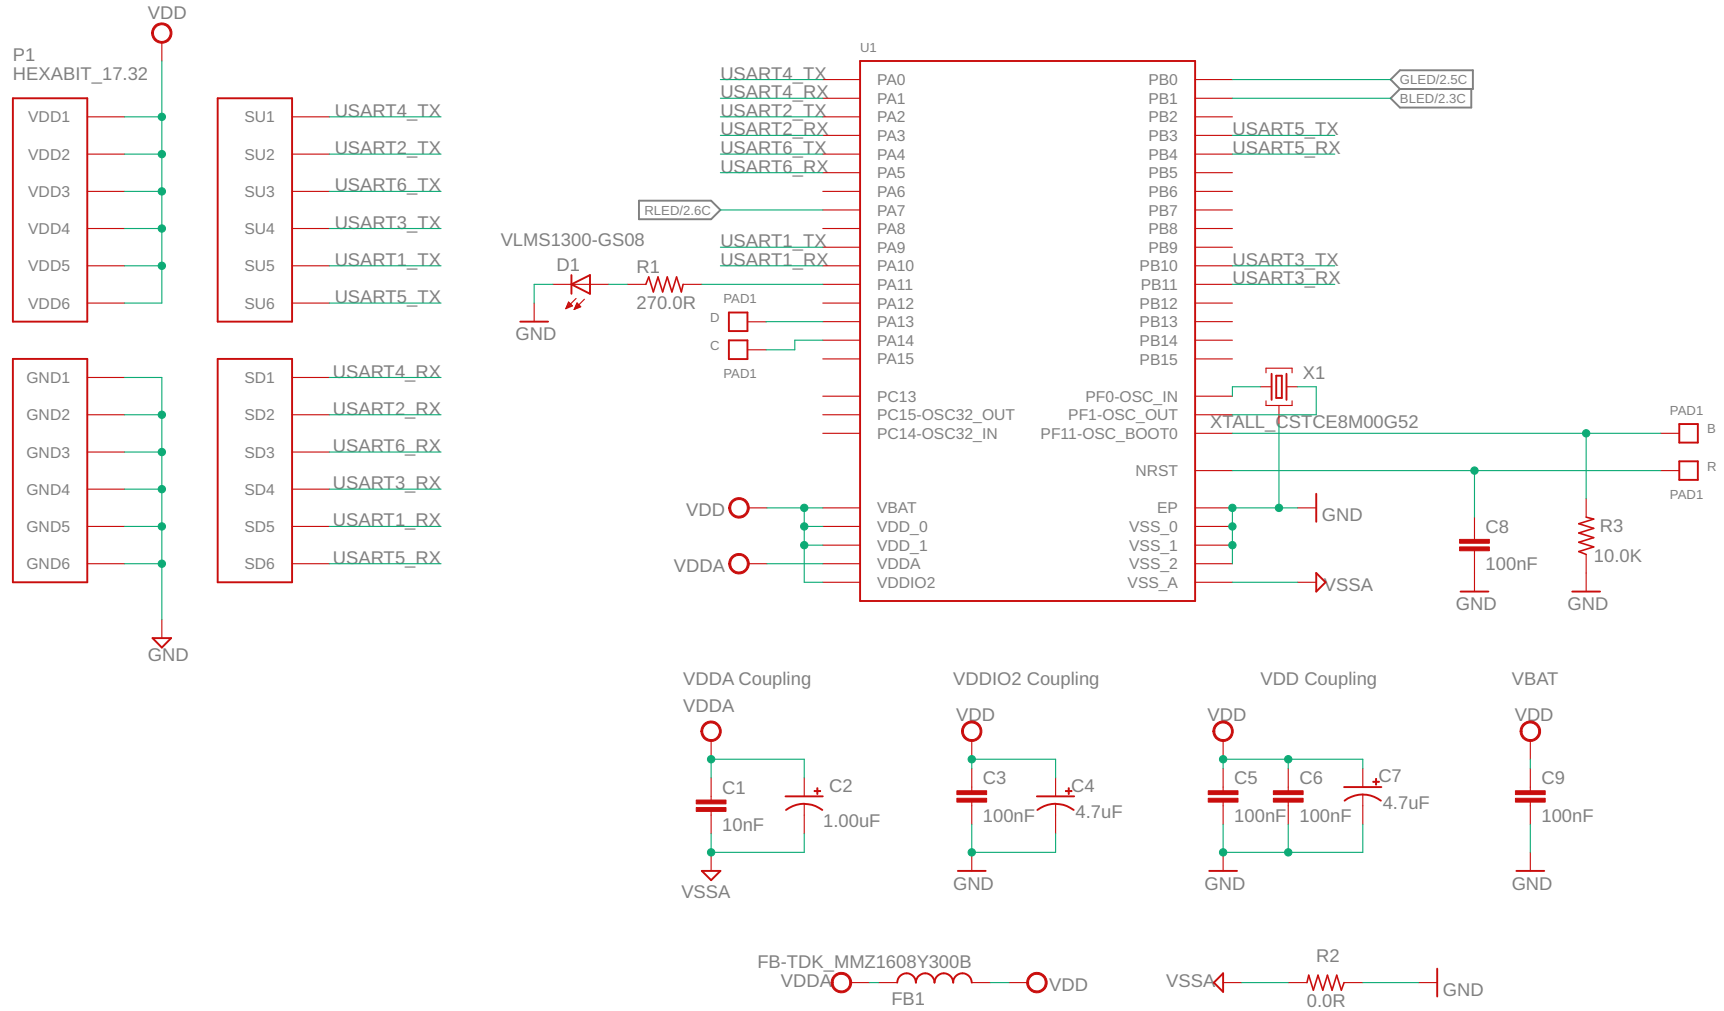 VDD
P1
HEXABIT_17.32
VDD1
VDD2
VDD3
VDD4
VDD5
VDD6
SU1
SU2
SU3
SU4
SU5
SU6
USART4_TX
USART2_TX
USART6_TX
USART3_TX
USART1_TX
USART5_TX
GND1
GND2
GND3
GND4
GND5
GND6
GND
SD1
SD2
SD3
SD4
SD5
SD6
USART4_RX
USART2_RX
USART6_RX
USART3_RX
USART1_RX
USART5_RX
U1
USART4_TX
USART4_RX
USART2_TX
USART2_RX
USART6_TX
USART6_RX
RLED/2.6C
USART1_TX
USART1_RX
VLMS1300-GS08
D1
R1
270.0R
GND
PAD1
D
C
PAD1
PA0
PA1
PA2
PA3
PA4
PA5
PA6
PA7
PA8
PA9
PA10
PA11
PA12
PA13
PA14
PA15
PC13
PC15-OSC32_OUT
PC14-OSC32_IN
VBAT
VDD_0
VDD_1
VDDA
VDDIO2
VDD
VDDA
PB0
PB1
PB2
PB3
PB4
PB5
PB6
PB7
PB8
PB9
PB10
PB11
PB12
PB13
PB14
PB15
PF0-OSC_IN
PF1-OSC_OUT
PF11-OSC_BOOT0
NRST
EP
VSS_0
VSS_1
VSS_2
VSS_A
GLED/2.5C
BLED/2.3C
USART5_TX
USART5_RX
USART3_TX
USART3_RX
X1
XTALL_CSTCE8M00G52
PAD1
B
R
PAD1
GND
VSSA
C8
100nF
GND
R3
10.0K
GND
VDDA Coupling
VDDA
C1
10nF
C2
1.00uF
VSSA
VDDIO2 Coupling
VDD
C3
100nF
C4
4.7uF
GND
VDD Coupling
VDD
C5
100nF
C6
100nF
C7
4.7uF
GND
VBAT
VDD
C9
100nF
GND
FB-TDK_MMZ1608Y300B
VDDA
FB1
VDD
VSSA
R2
0.0R
GND